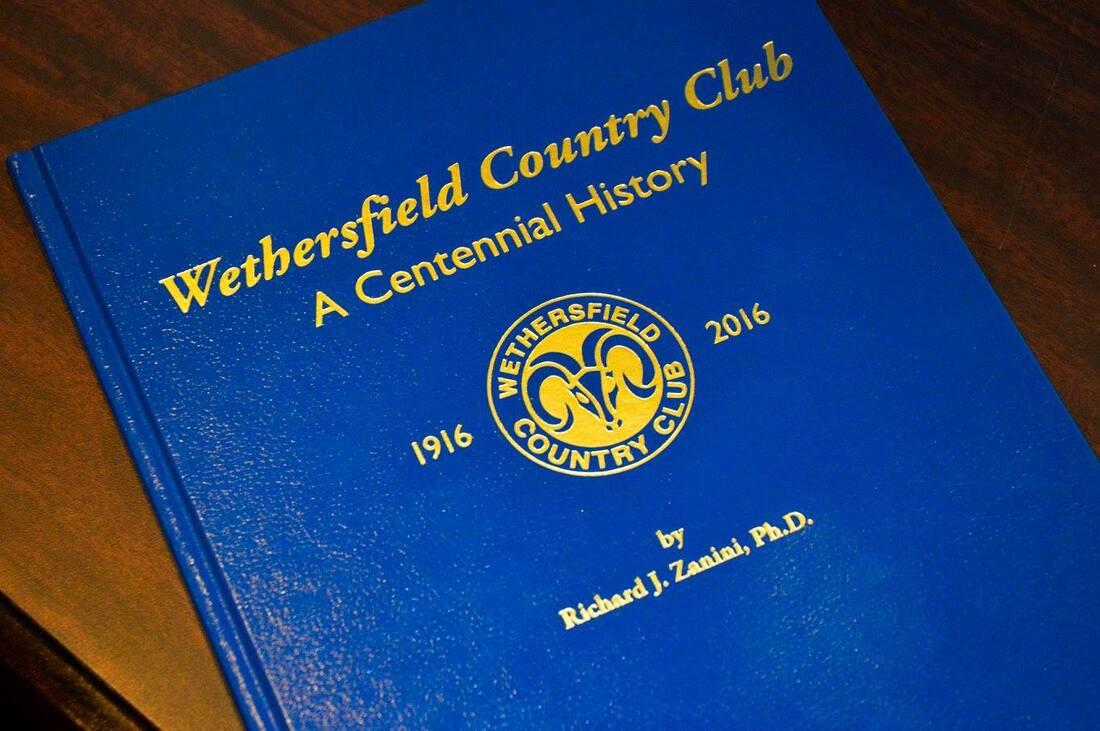 Wethersfield Country Club
A Centennial History
1916
WETHERSFIELD
COUNTRY CLUB
2016
by
Richard J. Zanini, Ph.D.